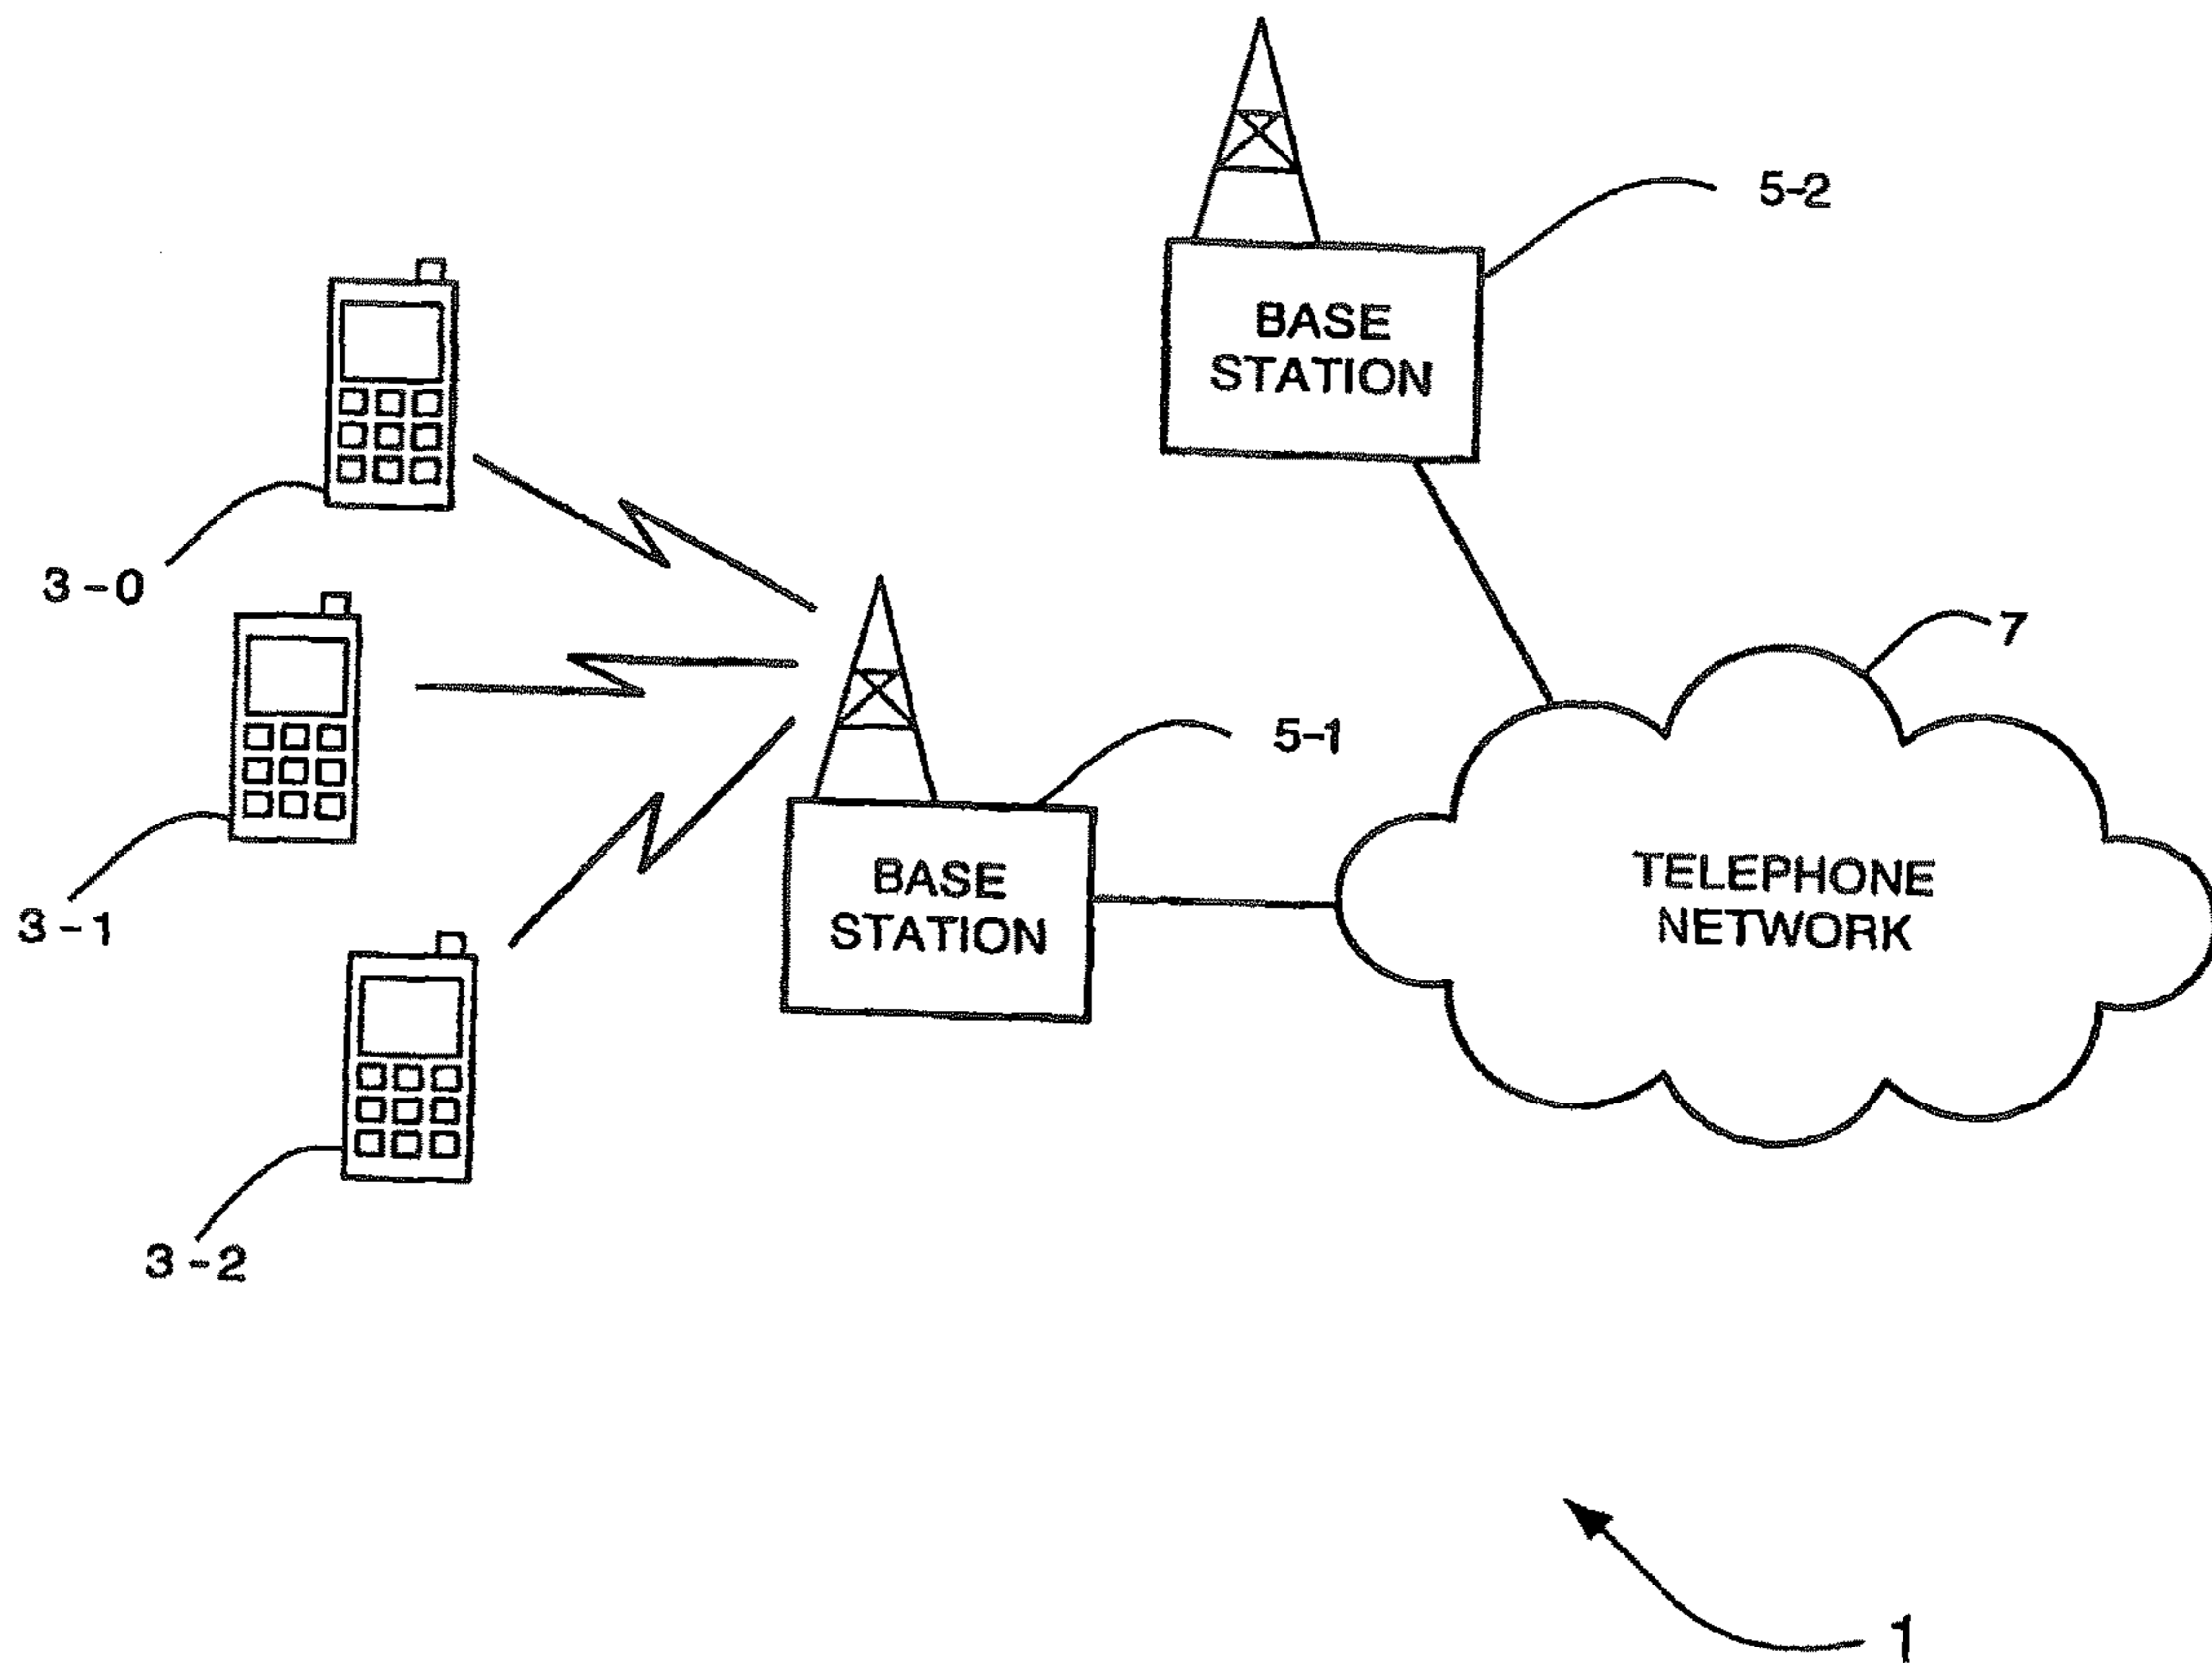 5-2
BASE
STATION
3-0
7
5-1
BASE
STATION
TELEPHONE
NETWORK
3-1
3-2
1